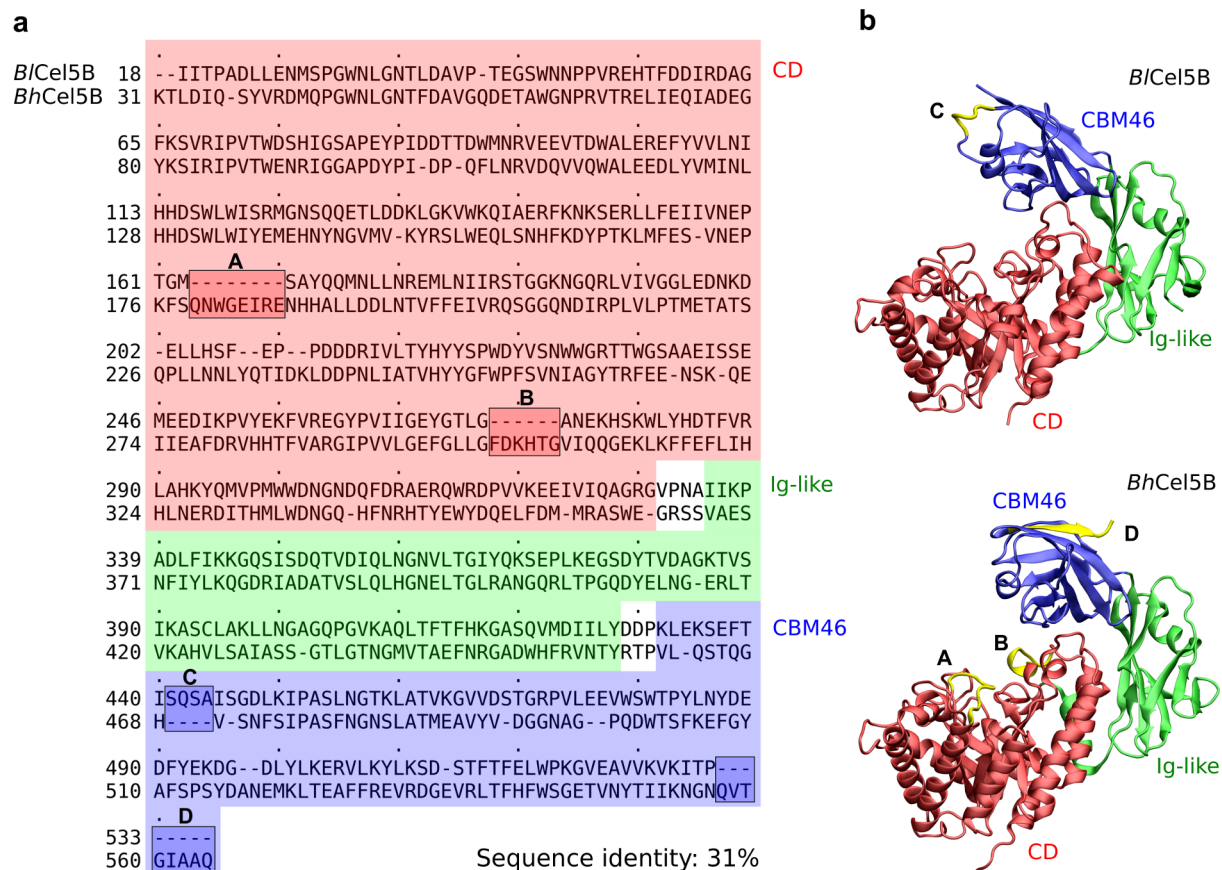 a
b
.   .   .   .   .   .
BlCel5B 18 --IITPADLLENMSPGWNLGNTLDAVP-TEGSWNNPPVREHTFDDIRDAG CD
BhCel5B 31 KTLDIQ-SYVRDMQPGWNLGNTFDAVGQDETAWGNPRVTRELIEQIADEG
.   .   .   .   .
65 FKSVRIPVTWDSHIGSAPEYPIDDTTDWMNRVEEVTDWALEREFYVVLNI
80 YKSIRIPVTWENRIGGAPDYPI-DP-QFLNRVDQVVQWALEEDLYVMINL
.   .   .   .   .
113 HHDSWLWISRMGNSQQETLDDKLGKVWKQIAERFKNKSERLLFEIIVNEP
128 HHDSWLWIYEMEHNYNGVMV-KYRSLWEQLSNHFKDYPTKLMFES-VNEP
.   .   .   .   .
A
161 TGM--------SAYQQMNLLNREMLNIIRSTGGKNGQRLVIVGGLEDNKD
176 KFSQNWGEIRENHHALLDDLNTVFFEIVRQSGGQNDIRPLVLPTMETATS
.   .   .   .   .
202 -ELLHSF--EP--PDDDRIVLTYHYYSPWDYVSNWWGRTTWGSAAEISSE
226 QPLLNNLYQTIDKLDDPNLIATVHYYGFWPFSVNIAGYTRFEE-NSK-QE
.   .   .   .   .
B
246 MEEDIKPVYEKFVREGYPVIIGEYGTLG------ANEKHSKWLYHDTFVR
274 IIEAFDRVHHTFVARGIPVVLGEFGLLGFDKHTGVIQQGEKLKFFEFLIH
.   .   .   .   .
290 LAHKYQMVPMWWDNGNDQFDRAERQWRDPVVKEEIVIQAGRGVPNAIIKP Ig-like
324 HLNERDITHMLWDNGQ-HFNRHTYEWYDQELFDM-MRASWE-GRSSVAES
.   .   .   .   .
339 ADLFIKKGQSISDQTVDIQLNGNVLTGIYQKSEPLKEGSDYTVDAGKTVS
371 NFIYLKQGDRIADATVSLQLHGNELTGLRANGQRLTPGQDYELNG-ERLT
.   .   .   .   .
390 IKASCLAKLLNGAGQPGVKAQLTFTFHKGASQVMDIILYDDPKLEKSEFT CBM46
420 VKAHVLSAIASS-GTLGTNGMVTAEFNRGADWHFRVNTYRTPVL-QSTQG
.   .   .   .   .
C
440 ISQSAISGDLKIPASLNGTKLATVKGVVDSTGRPVLEEVWSWTPYLNYDE
468 H----V-SNFSIPASFNGNSLATMEAVYV-DGGNAG--PQDWTSFKEFGY
.   .   .   .   .
490 DFYEKDG--DLYLKERVLKYLKSD-STFTFELWPKGVEAVVKVKITP---
510 AFSPSYDANEMKLTEAFFREVRDGEVRLTFHFWSGETVNYTIIKNGNQVT
.
D
533 -----
560 GIAAQ
Sequence identity: 31%
BlCel5B
C
CBM46
Ig-like
CD
BhCel5B
CBM46
D
A
B
Ig-like
CD